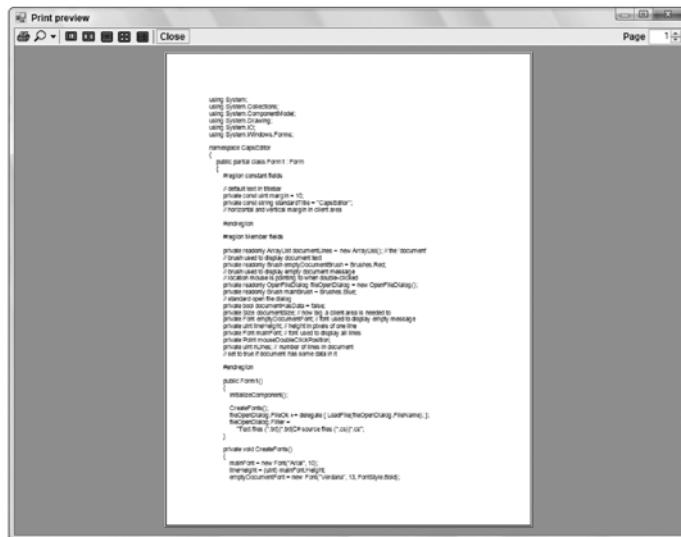 Print preview
Close
Page 1
using System;
using System.Collections;
using System.ComponentModel;
using System.Drawing;
using System.IO;
using System.Windows.Forms;
namespace CapsEditor
{
public partial class Form1 : Form
{
#region constant fields
// default text in titlebar
private const uint margin = 10;
private const string standardTitle = "CapsEditor";
// horizontal and vertical margin in client area
#endregion
#region Member fields
private readonly ArrayList documentLines = new ArrayList(); // the 'document'
// brush used to display document text
private readonly Brush emptyDocumentBrush = Brushes.Red;
// brush used to display empty document message
// location mouse is pointing to when double-clicked
private readonly OpenFileDialog fileOpenDialog = new OpenFileDialog();
private readonly Brush mainBrush = Brushes.Blue;
// standard open file dialog
private bool documentHasData = false;
private Size documentSize; // how big a client area is needed to
private Font emptyDocumentFont; // font used to display empty message
private uint lineHeight; // height in pixels of one line
private Font mainFont; // font used to display all lines
private Point mouseDoubleClickPosition;
private uint nLines; // number of lines in document
// set to true if document has some data in it
#endregion
public Form1()
{
InitializeComponent();
CreateFonts();
fileOpenDialog.FileOk += delegate { LoadFile(fileOpenDialog.FileName); };
fileOpenDialog.Filter =
"Text files (*.txt)|*.txt|C# source files (*.cs)|*.cs";
}
private void CreateFonts()
{
mainFont = new Font("Arial", 10);
lineHeight = (uint) mainFont.Height;
emptyDocumentFont = new Font("Verdana", 13, FontStyle.Bold);